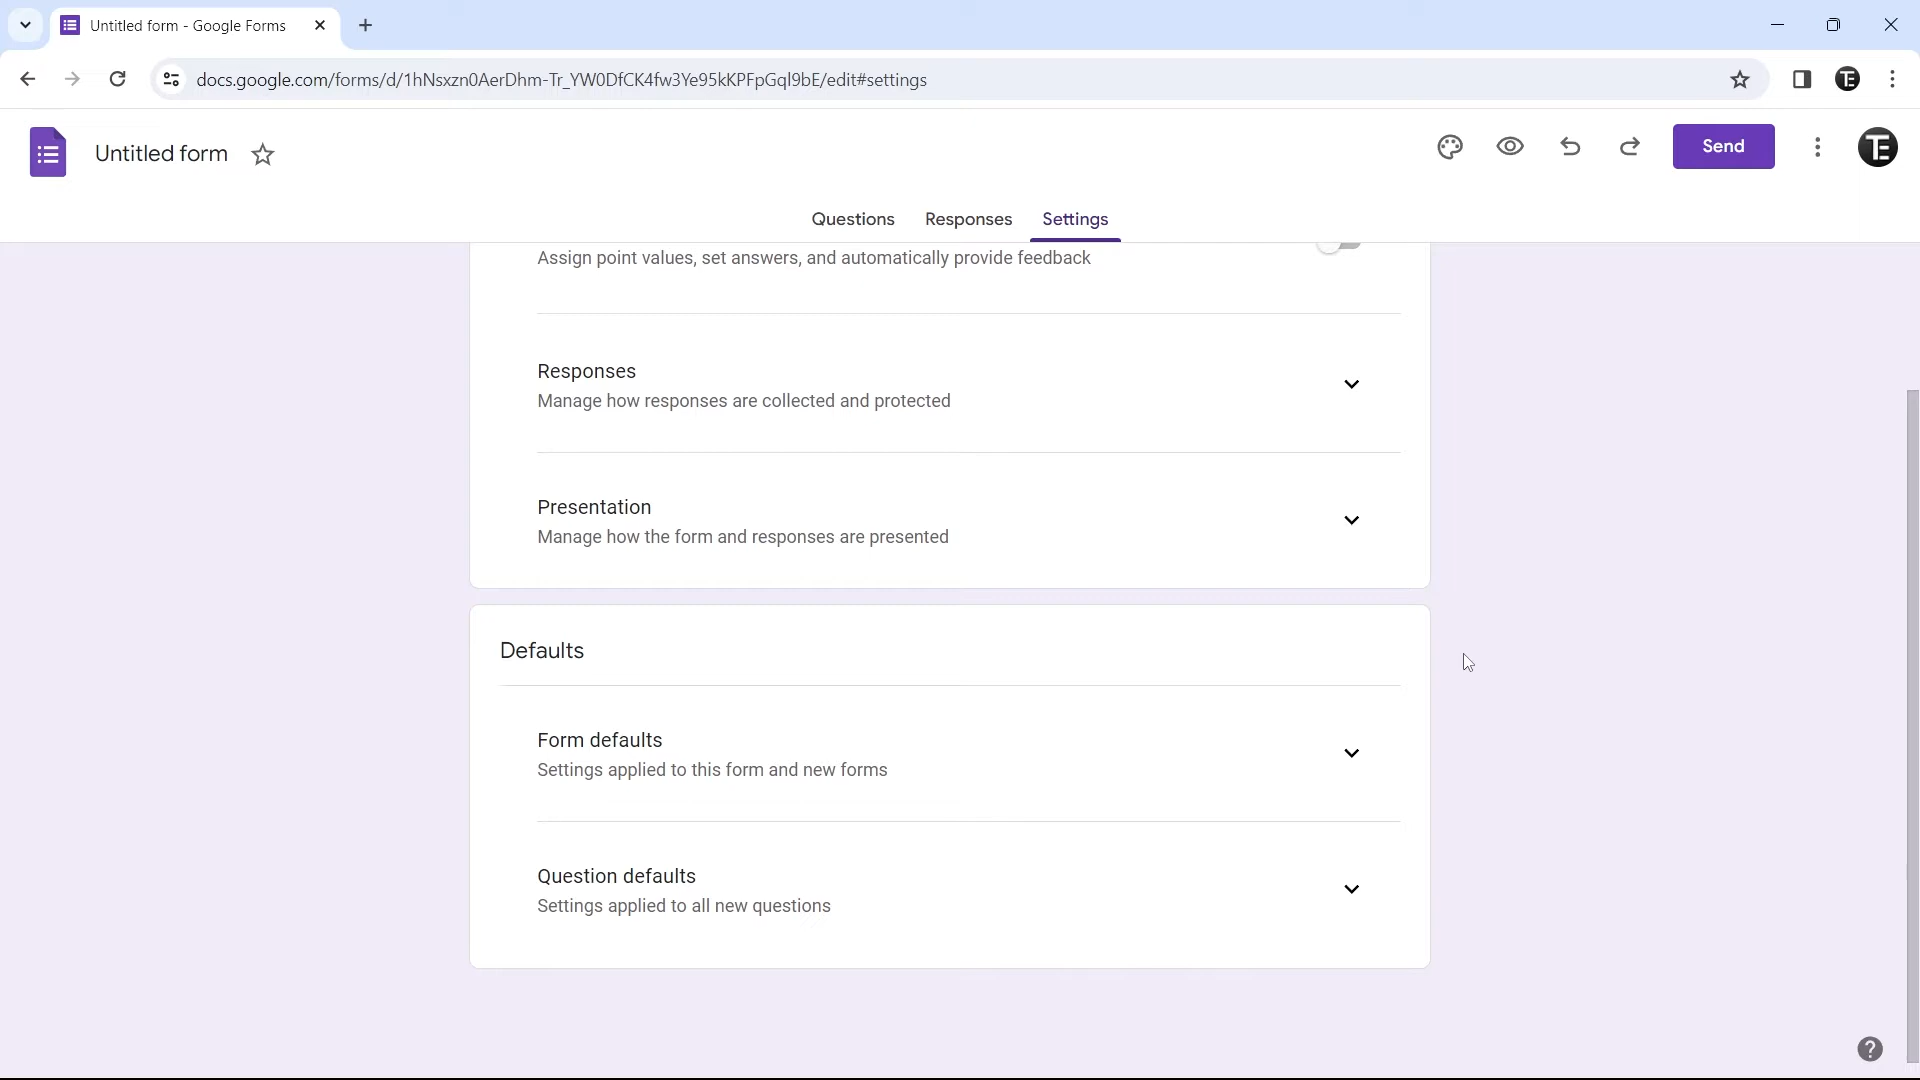 Untitled form - Google Forms
docs.google.com/forms/d/1hNsxzn0AerDhm-Tr_YW0DfCK4fw3Ye95kKPFpGql9bE/edit#settings
TE
Untitled form
Send
TE
Questions
Responses
Settings
Assign point values, set answers, and automatically provide feedback
Responses
Manage how responses are collected and protected
Presentation
Manage how the form and responses are presented
Defaults
Form defaults
Settings applied to this form and new forms
Question defaults
Settings applied to all new questions
?